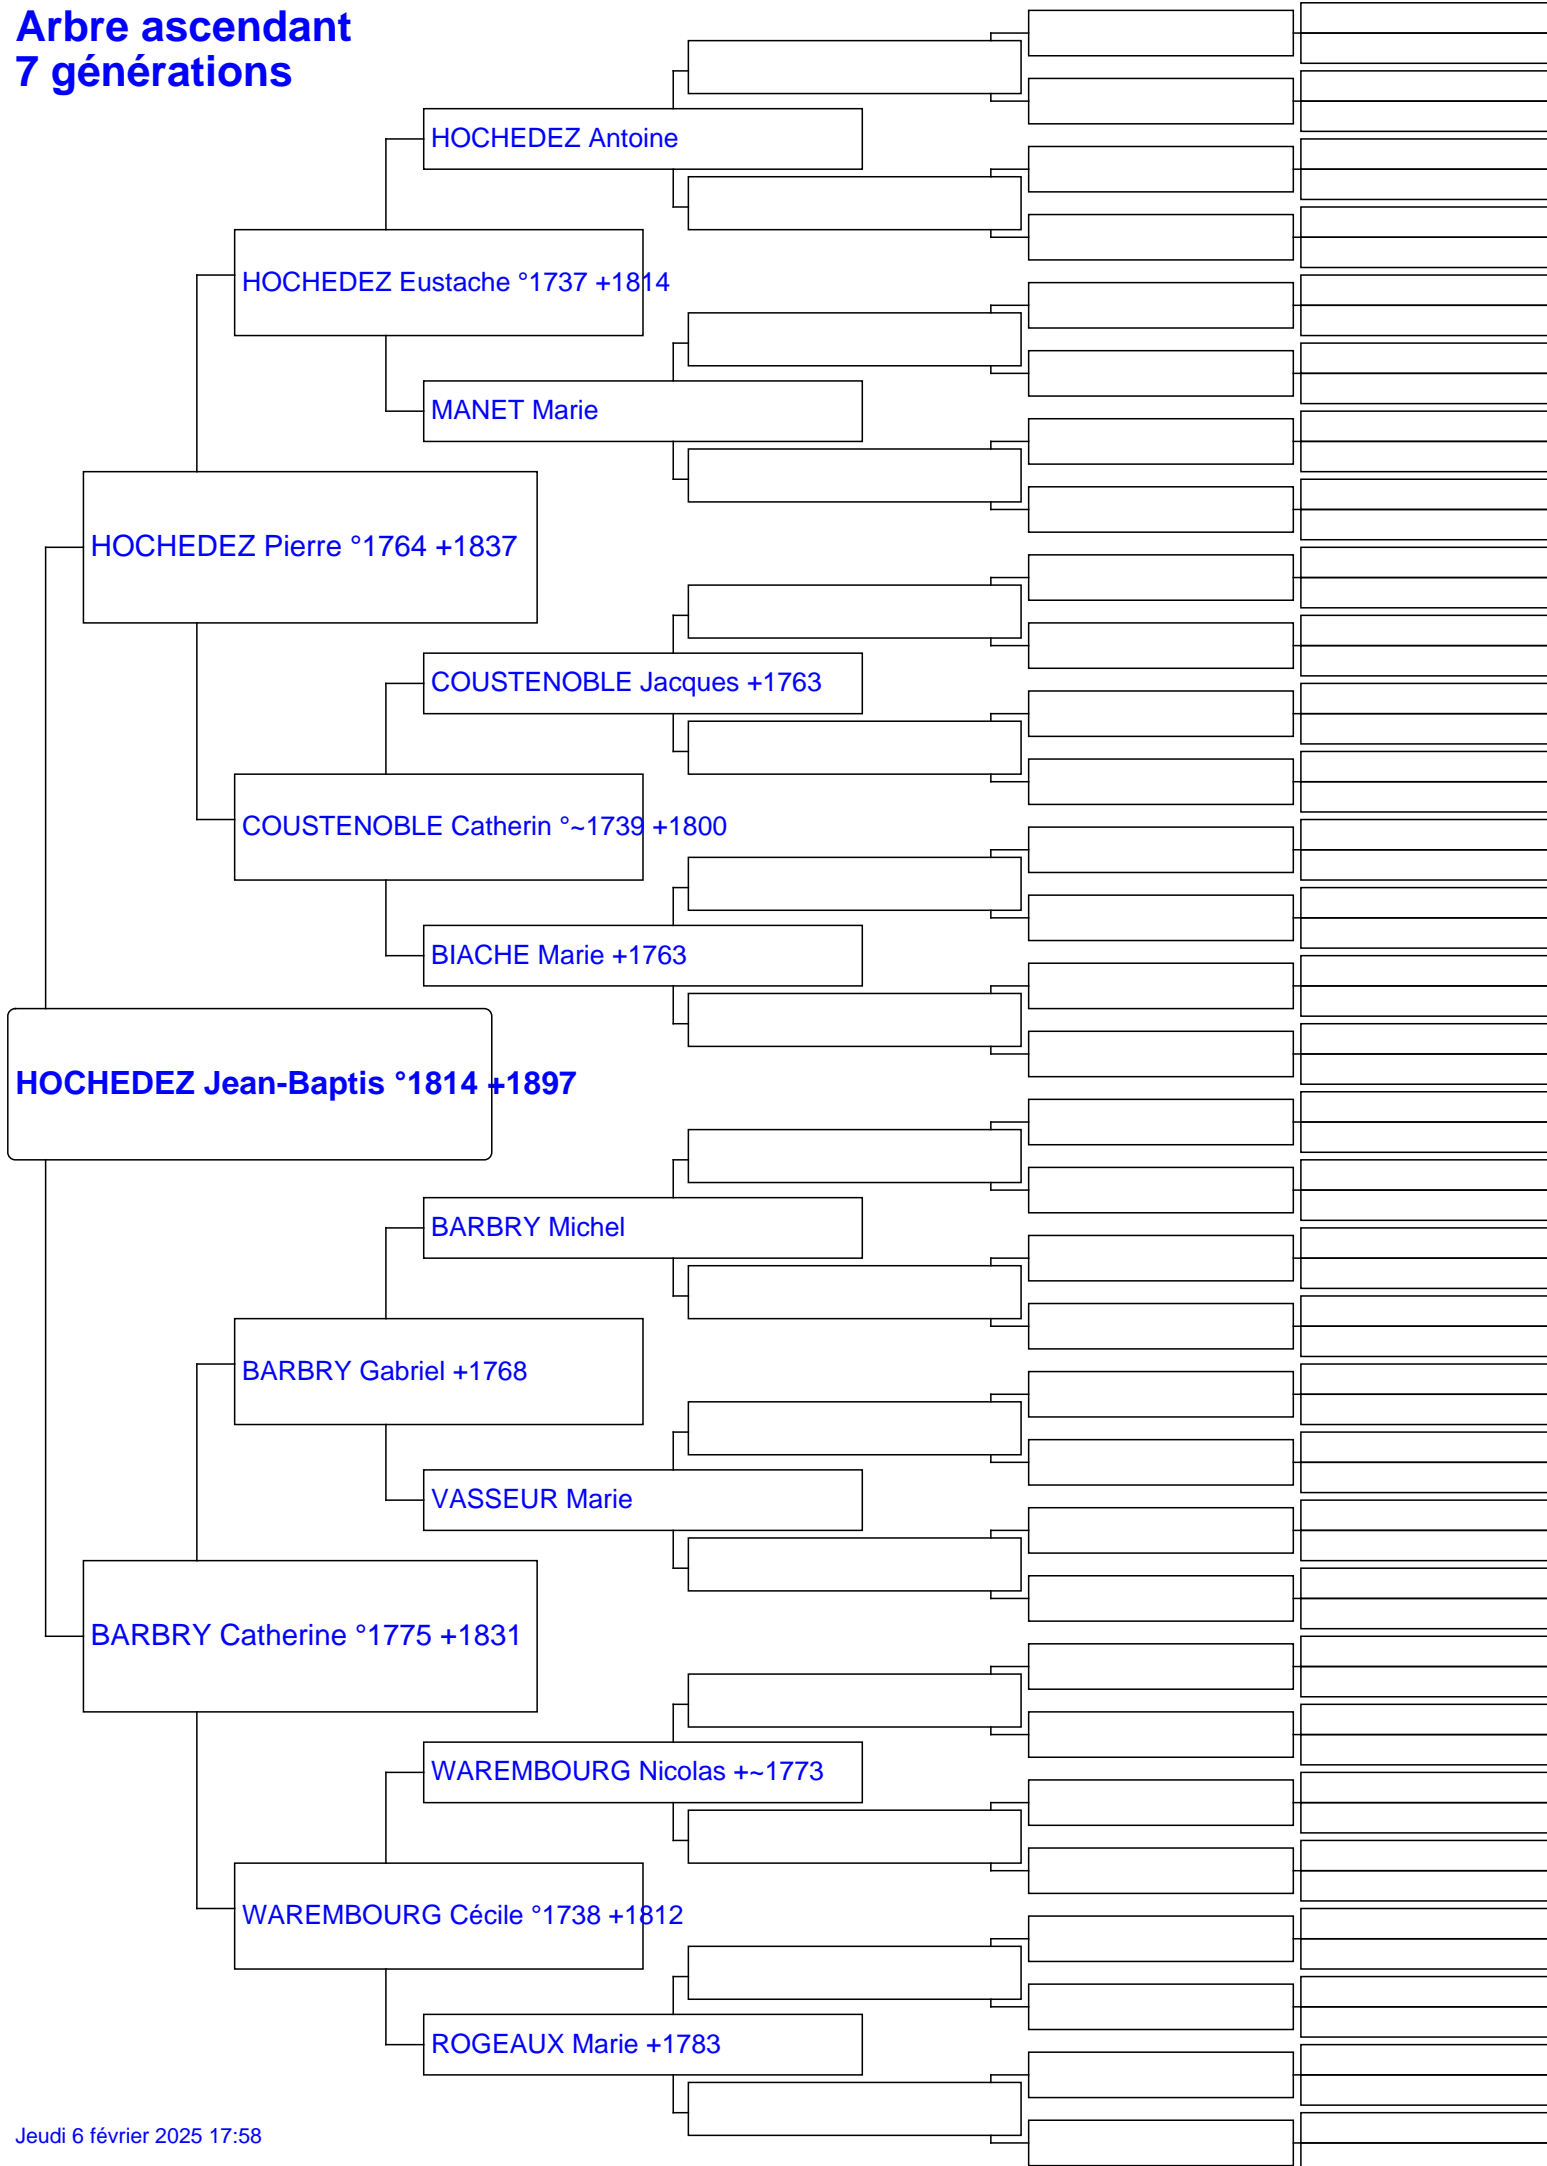 Arbre ascendant
7 générations
HOCHEDEZ Antoine
HOCHEDEZ Eustache °1737 +1814
MANET Marie
HOCHEDEZ Pierre °1764 +1837
COUSTENOBLE Jacques +1763
COUSTENOBLE Catherin °~1739 +1800
BIACHE Marie +1763
HOCHEDEZ Jean-Baptis °1814 +1897
BARBRY Michel
BARBRY Gabriel +1768
VASSEUR Marie
BARBRY Catherine °1775 +1831
WAREMBOURG Nicolas +~1773
WAREMBOURG Cécile °1738 +1812
ROGEAUX Marie +1783
Jeudi 6 février 2025 17:58